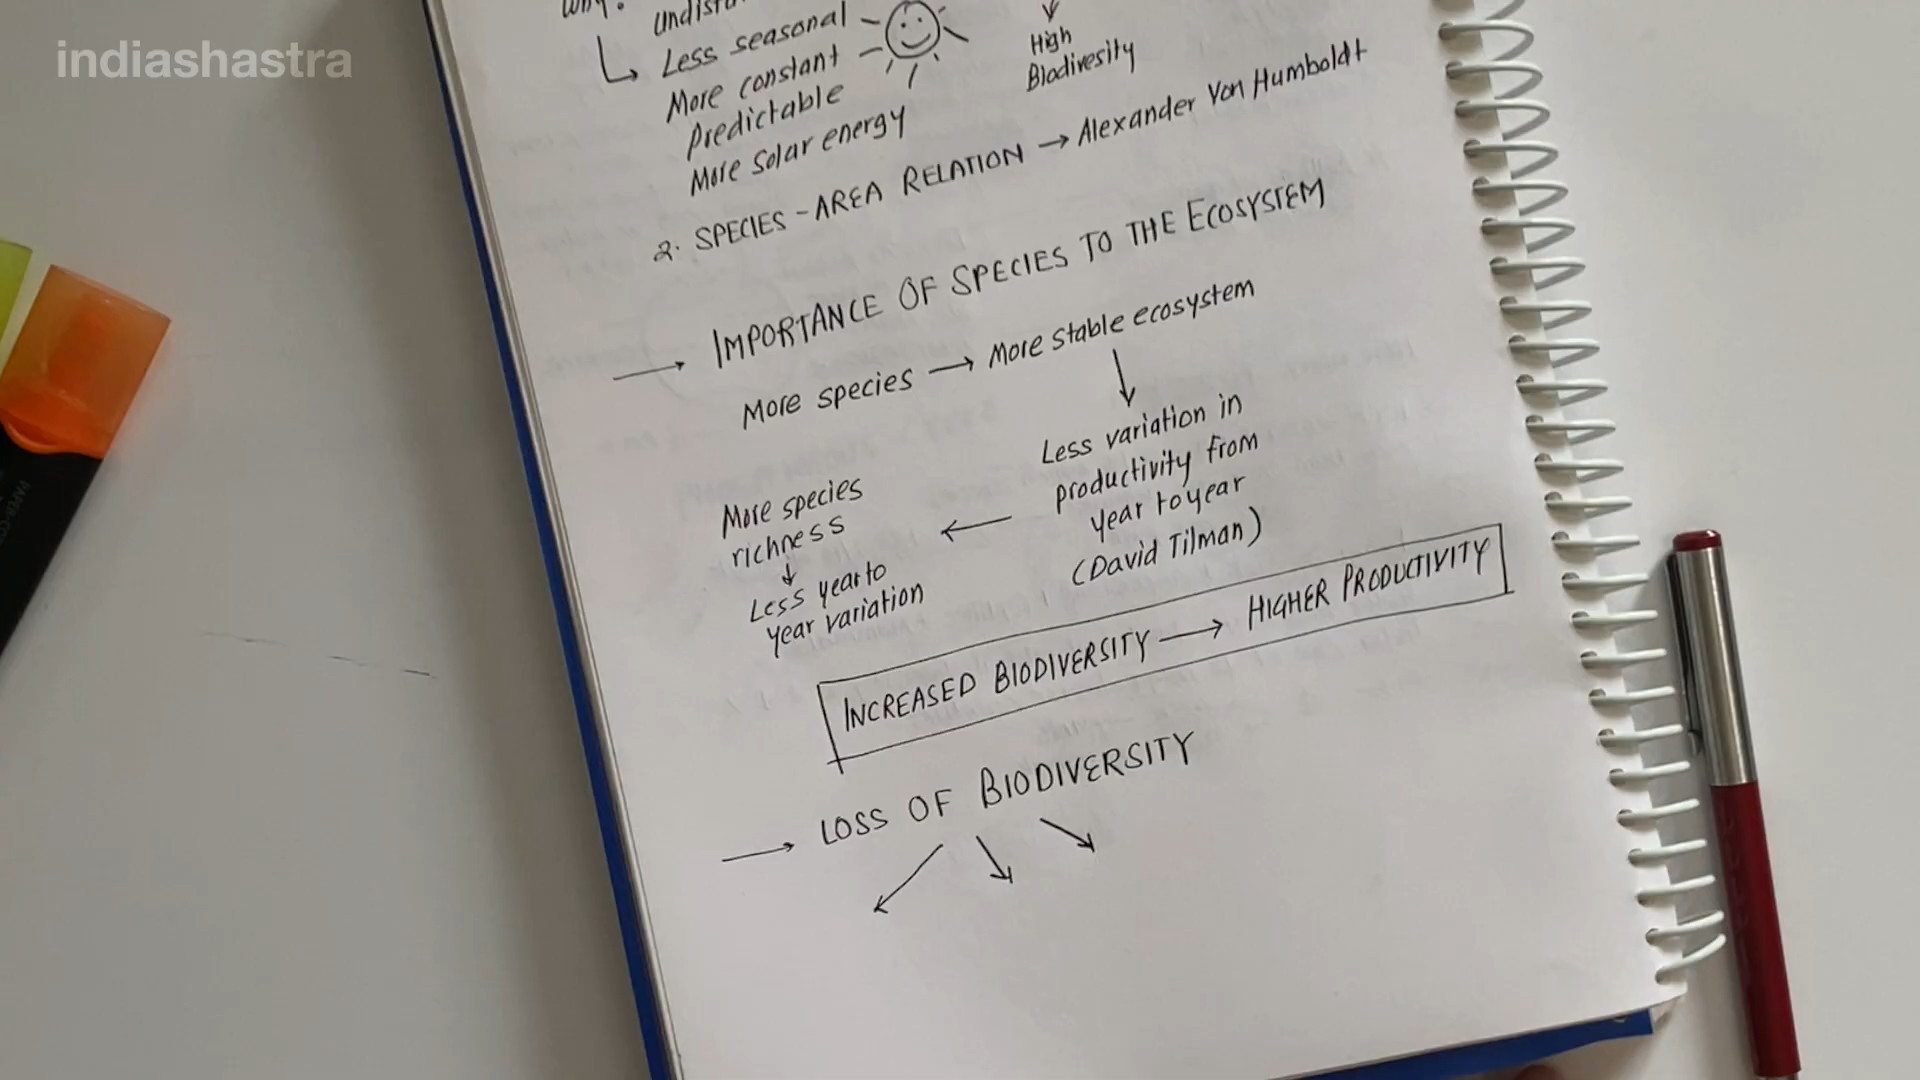 indiashastra
Why?
Less seasonal
More constant
Predictable
More solar energy
High
Biodivesity
2. SPECIES - AREA RELATION → Alexander Von Humboldt
→ IMPORTANCE OF SPECIES TO THE ECOSYSTEM
More species → More stable ecosystem
↓
Less variation in
productivity from
year to year
(David Tilman)
←
More species
richness
↓
Less year to
year variation
INCREASED BIODIVERSITY → HIGHER PRODUCTIVITY
→ LOSS OF BIODIVERSITY